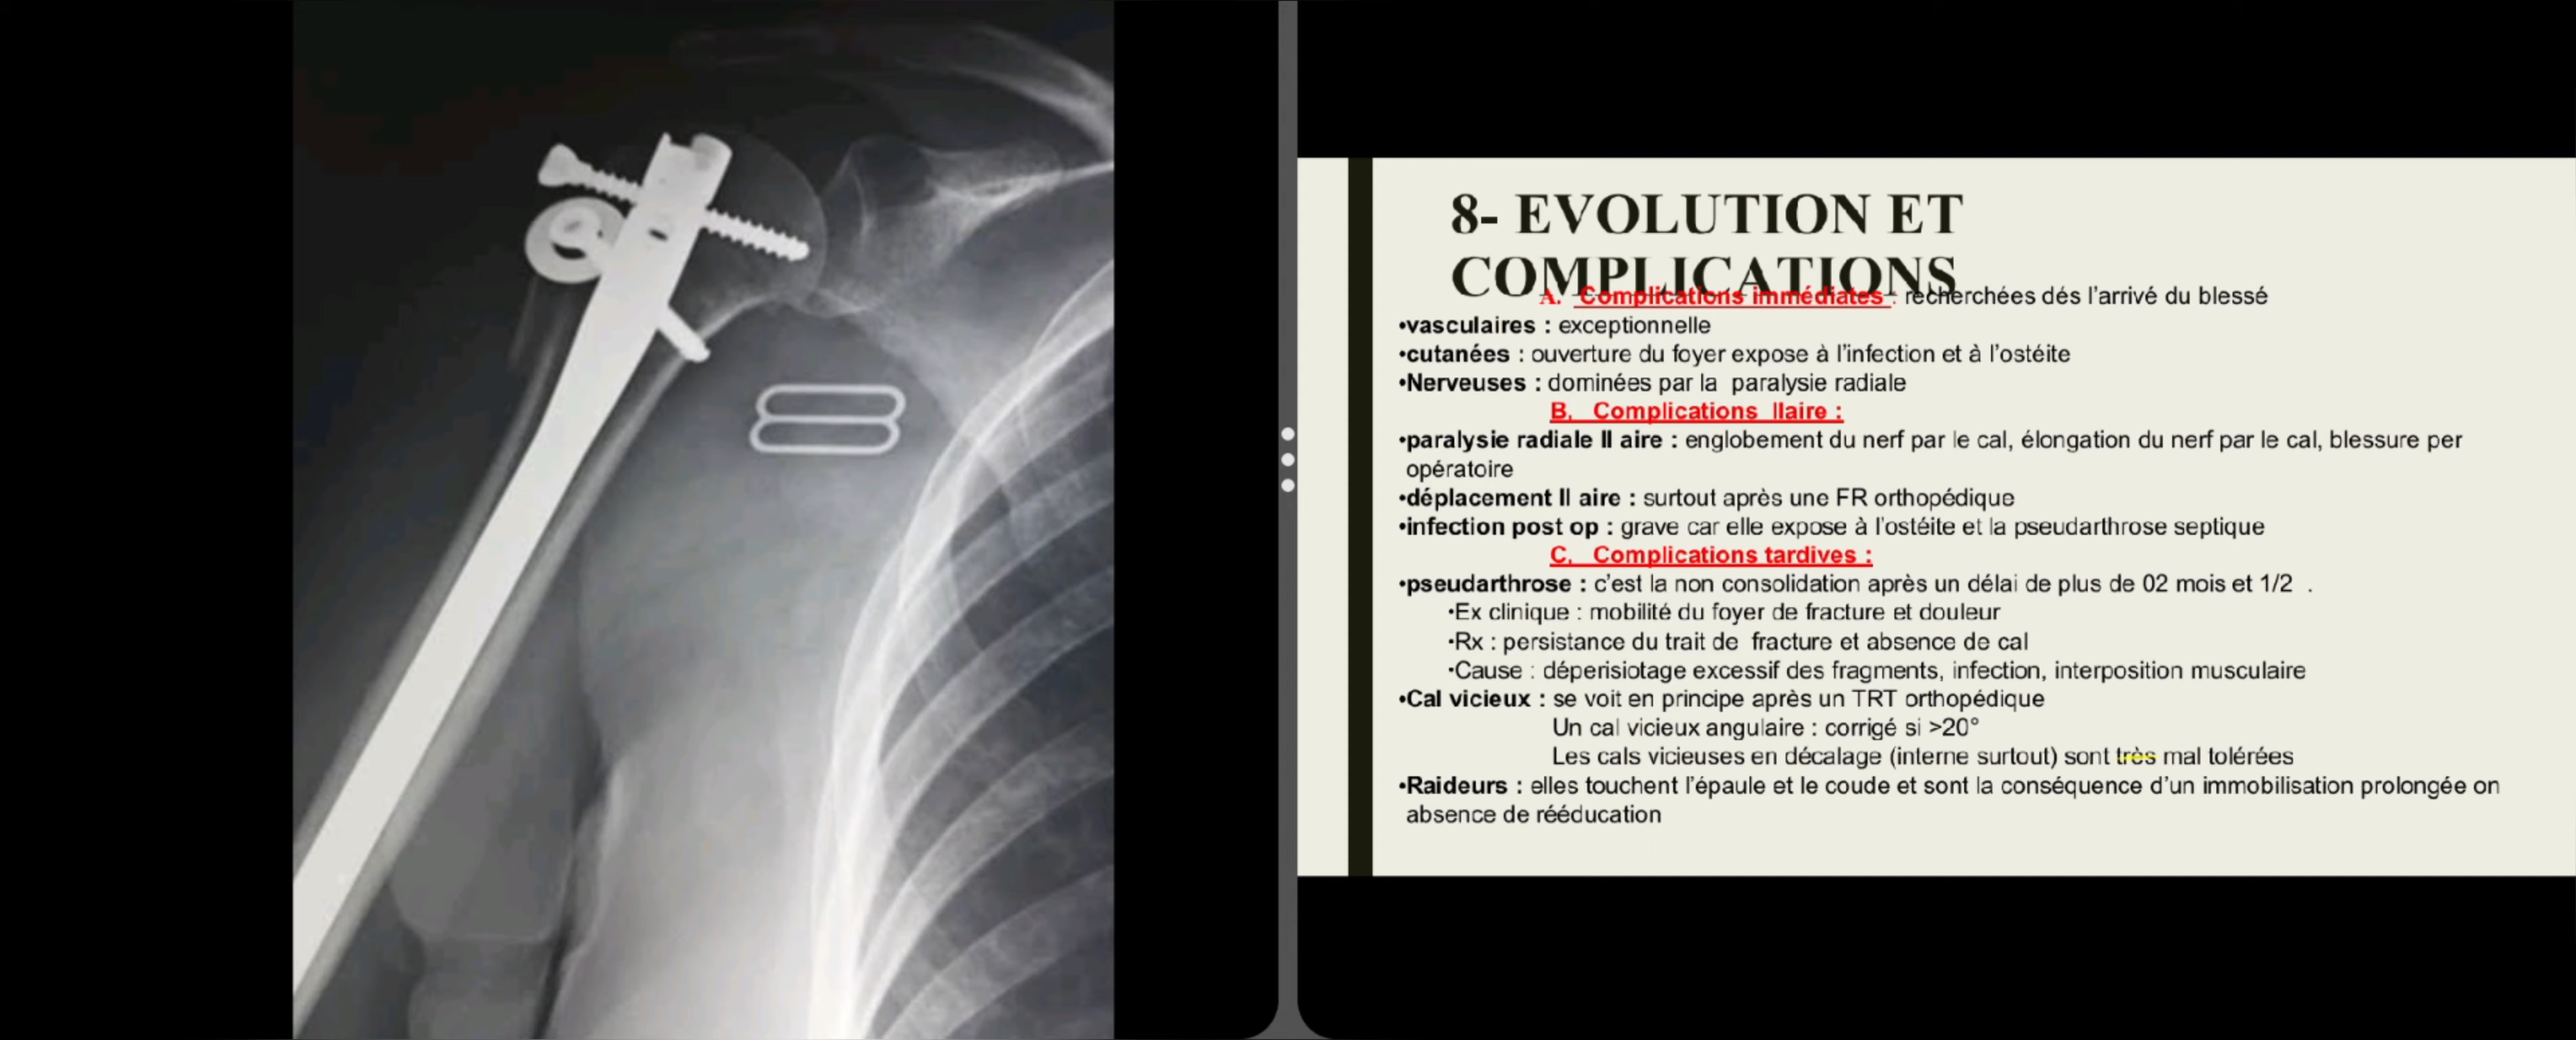 8- EVOLUTION ET
COMPLICATIONS
A. Complications immédiates : recherchées dés l’arrivé du blessé
•vasculaires : exceptionnelle
•cutanées : ouverture du foyer expose à l’infection et à l’ostéite
•Nerveuses : dominées par la paralysie radiale
B. Complications IIaire :
•paralysie radiale II aire : englobement du nerf par le cal, élongation du nerf par le cal, blessure per
opératoire
•déplacement II aire : surtout après une FR orthopédique
•infection post op : grave car elle expose à l’ostéite et la pseudarthrose septique
C. Complications tardives :
•pseudarthrose : c’est la non consolidation après un délai de plus de 02 mois et 1/2 .
•Ex clinique : mobilité du foyer de fracture et douleur
•Rx : persistance du trait de fracture et absence de cal
•Cause : déperisiotage excessif des fragments, infection, interposition musculaire
•Cal vicieux : se voit en principe après un TRT orthopédique
Un cal vicieux angulaire : corrigé si >20°
Les cals vicieuses en décalage (interne surtout) sont très mal tolérées
•Raideurs : elles touchent l’épaule et le coude et sont la conséquence d’un immobilisation prolongée on
absence de rééducation